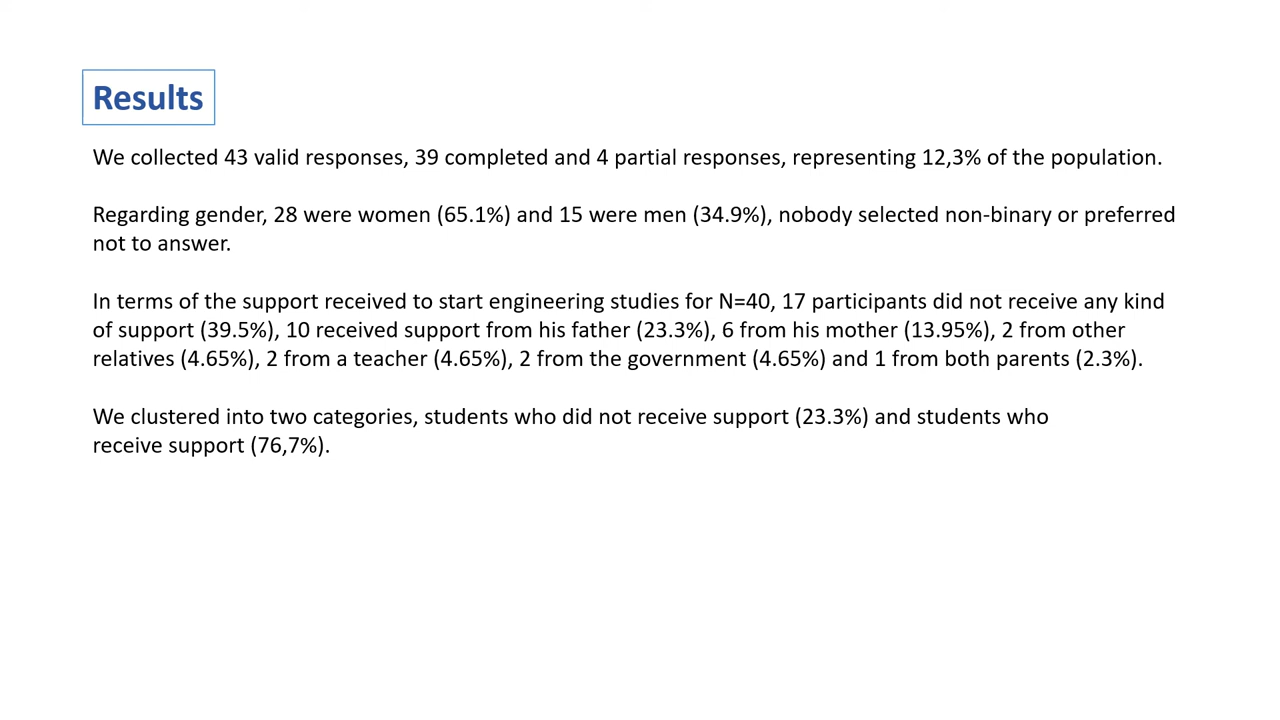 Results
We collected 43 valid responses, 39 completed and 4 partial responses, representing 12,3% of the population.
Regarding gender, 28 were women (65.1%) and 15 were men (34.9%), nobody selected non-binary or preferred
not to answer.
In terms of the support received to start engineering studies for N=40, 17 participants did not receive any kind
of support (39.5%), 10 received support from his father (23.3%), 6 from his mother (13.95%), 2 from other
relatives (4.65%), 2 from a teacher (4.65%), 2 from the government (4.65%) and 1 from both parents (2.3%).
We clustered into two categories, students who did not receive support (23.3%) and students who
receive support (76,7%).